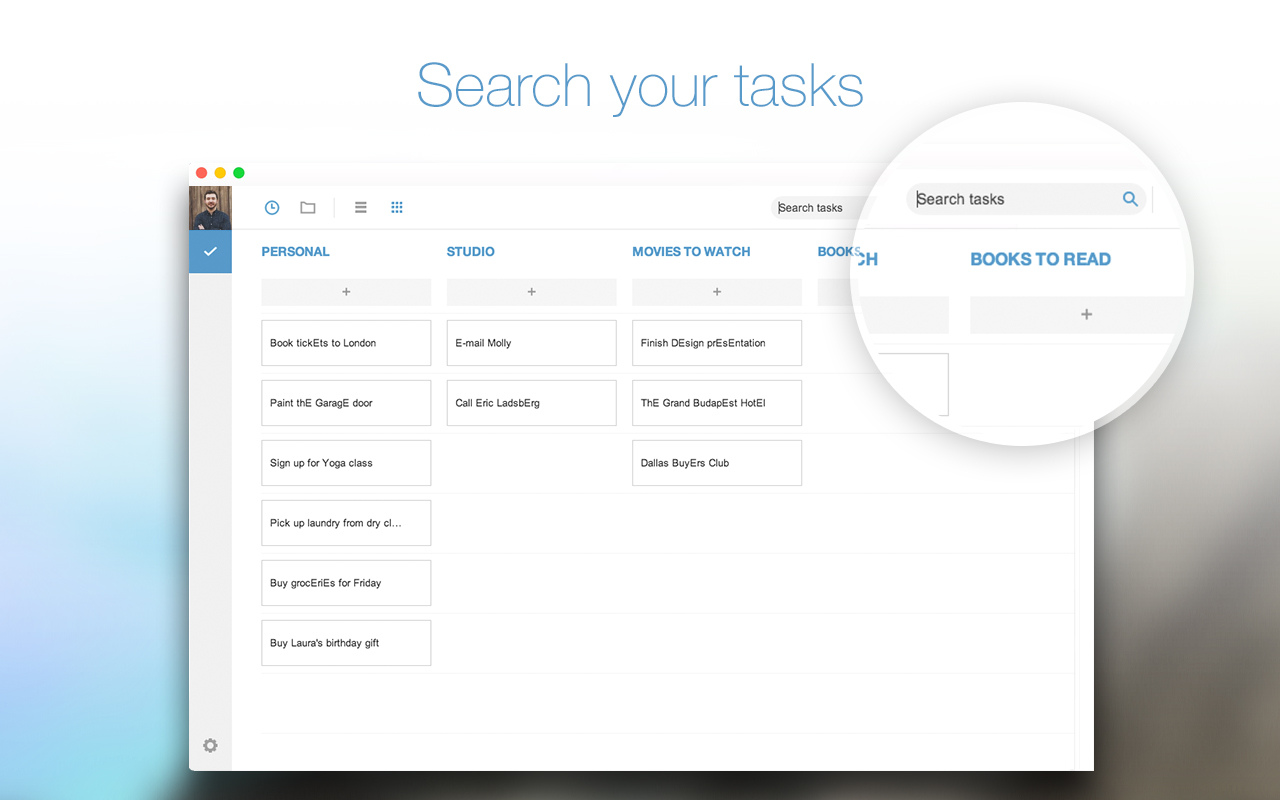 Search your tasks
Search tasks
Search tasks
PERSONAL
STUDIO
MOVIES TO WATCH
BOOKS
CH
BOOKS TO READ
+
+
+
+
Book tickEts to London
E-mail Molly
Finish DEsign prEsEntation
Paint thE GaragE door
Call Eric LadsbErg
ThE Grand BudapEst HotEl
Sign up for Yoga class
Dallas BuyErs Club
Pick up laundry from dry cl...
Buy grocEriEs for Friday
Buy Laura's birthday gift